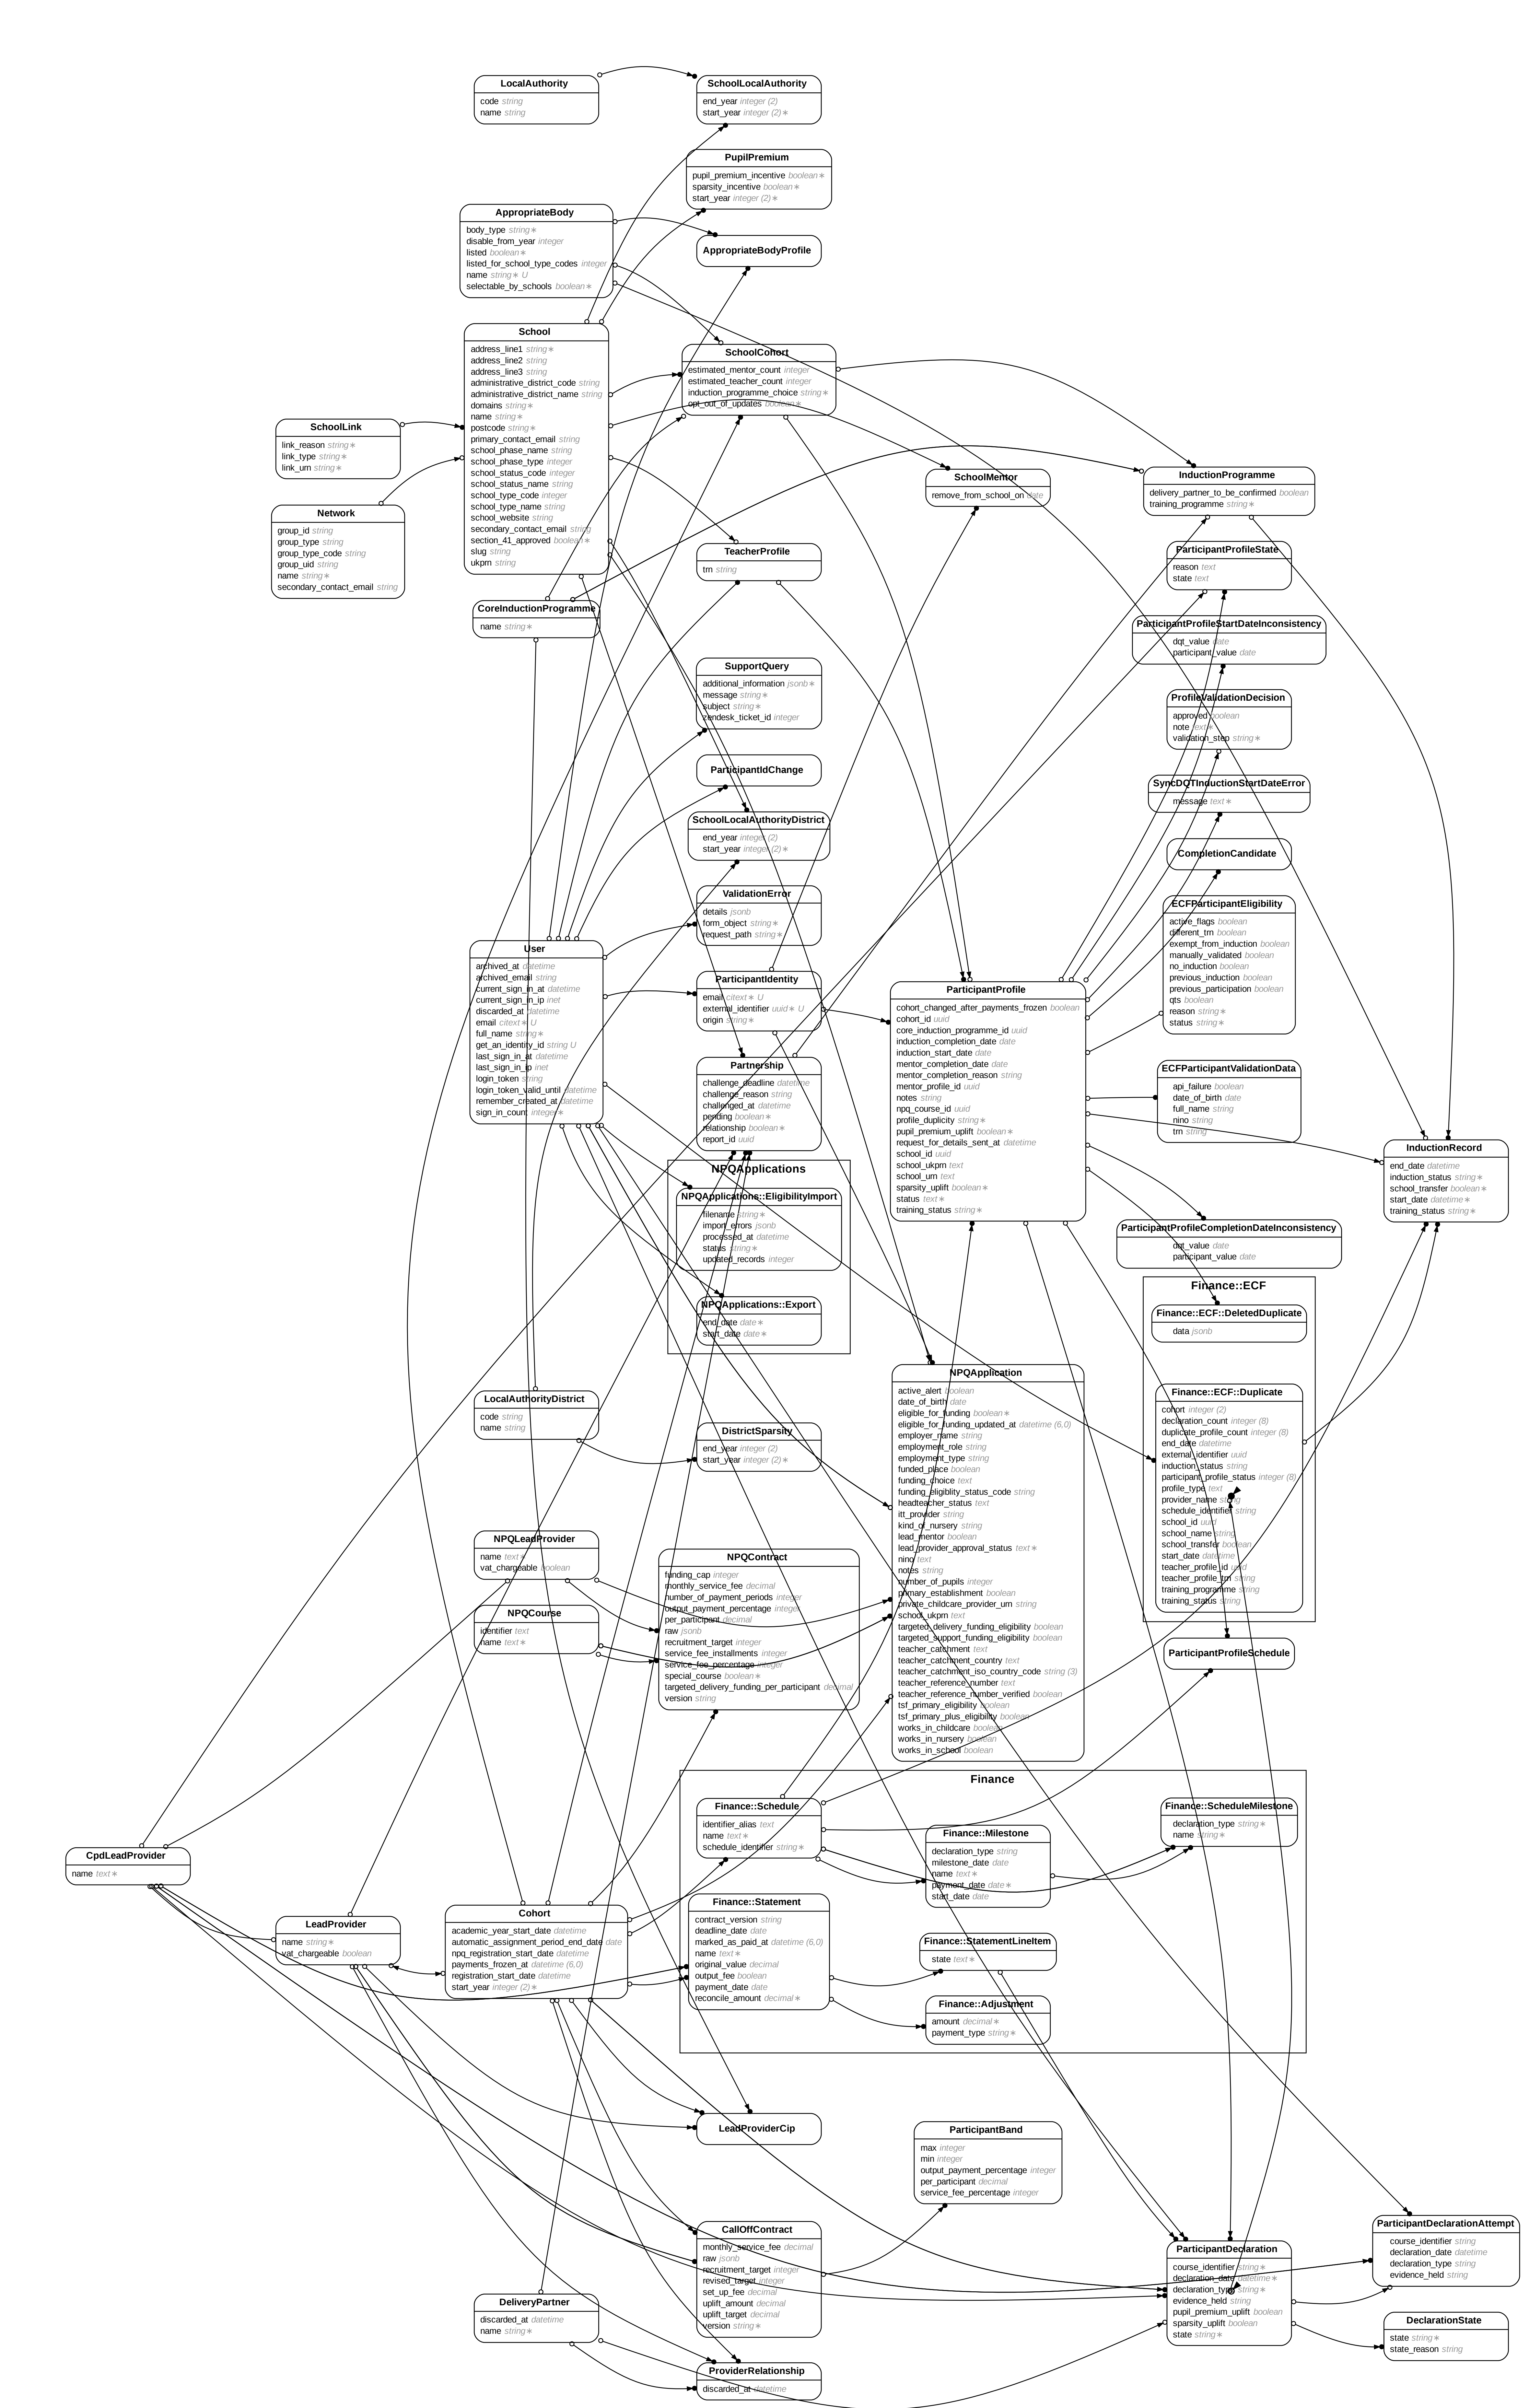 LocalAuthority
code string
name string
SchoolLocalAuthority
end_year integer (2)
start_year integer (2) ∗
PupilPremium
pupil_premium_incentive boolean ∗
sparsity_incentive boolean ∗
start_year integer (2) ∗
AppropriateBody
body_type string ∗
disable_from_year integer
listed boolean ∗
listed_for_school_type_codes integer
name string ∗ U
selectable_by_schools boolean ∗
AppropriateBodyProfile
School
address_line1 string ∗
address_line2 string
address_line3 string
administrative_district_code string
administrative_district_name string
domains string ∗
name string ∗
postcode string ∗
primary_contact_email string
school_phase_name string
school_phase_type integer
school_status_code integer
school_status_name string
school_type_code integer
school_type_name string
school_website string
secondary_contact_email string
section_41_approved boolean ∗
slug string
ukprn string
SchoolCohort
estimated_mentor_count integer
estimated_teacher_count integer
induction_programme_choice string ∗
opt_out_of_updates boolean ∗
SchoolLink
link_reason string ∗
link_type string ∗
link_urn string ∗
Network
group_id string
group_type string
group_type_code string
group_uid string
name string ∗
secondary_contact_email string
SchoolMentor
remove_from_school_on date
InductionProgramme
delivery_partner_to_be_confirmed boolean
training_programme string ∗
TeacherProfile
trn string
ParticipantProfileState
reason text
state text
CoreInductionProgramme
name string ∗
ParticipantProfileStartDateInconsistency
dqt_value date
participant_value date
SupportQuery
additional_information jsonb ∗
message string ∗
subject string ∗
zendesk_ticket_id integer
ProfileValidationDecision
approved boolean
note text ∗
validation_step string ∗
ParticipantIdChange
SyncDQTInductionStartDateError
message text ∗
SchoolLocalAuthorityDistrict
end_year integer (2)
start_year integer (2) ∗
CompletionCandidate
ValidationError
details jsonb
form_object string ∗
request_path string ∗
ECFParticipantEligibility
active_flags boolean
different_trn boolean
exempt_from_induction boolean
manually_validated boolean
no_induction boolean
previous_induction boolean
previous_participation boolean
qts boolean
reason string ∗
status string ∗
User
archived_at datetime
archived_email string
current_sign_in_at datetime
current_sign_in_ip inet
discarded_at datetime
email citext ∗ U
full_name string ∗
get_an_identity_id string U
last_sign_in_at datetime
last_sign_in_ip inet
login_token string
login_token_valid_until datetime
remember_created_at datetime
sign_in_count integer ∗
ParticipantIdentity
email citext ∗ U
external_identifier uuid ∗ U
origin string ∗
ParticipantProfile
cohort_changed_after_payments_frozen boolean
cohort_id uuid
core_induction_programme_id uuid
induction_completion_date date
induction_start_date date
mentor_completion_date date
mentor_completion_reason string
mentor_profile_id uuid
notes string
npq_course_id uuid
profile_duplicity string ∗
pupil_premium_uplift boolean ∗
request_for_details_sent_at datetime
school_id uuid
school_ukprn text
school_urn text
sparsity_uplift boolean ∗
status text ∗
training_status string ∗
Partnership
challenge_deadline datetime
challenge_reason string
challenged_at datetime
pending boolean ∗
relationship boolean ∗
report_id uuid
ECFParticipantValidationData
api_failure boolean
date_of_birth date
full_name string
nino string
trn string
InductionRecord
end_date datetime
induction_status string ∗
school_transfer boolean ∗
start_date datetime ∗
training_status string ∗
NPQApplications
NPQApplications::EligibilityImport
filename string ∗
import_errors jsonb
processed_at datetime
status string ∗
updated_records integer
NPQApplications::Export
end_date date ∗
start_date date ∗
ParticipantProfileCompletionDateInconsistency
dqt_value date
participant_value date
Finance::ECF
Finance::ECF::DeletedDuplicate
data jsonb
Finance::ECF::Duplicate
cohort integer (2)
declaration_count integer (8)
duplicate_profile_count integer (8)
end_date datetime
external_identifier uuid
induction_status string
participant_profile_status integer (8)
profile_type text
provider_name string
schedule_identifier string
school_id uuid
school_name string
school_transfer boolean
start_date datetime
teacher_profile_id uuid
teacher_profile_trn string
training_programme string
training_status string
NPQApplication
active_alert boolean
date_of_birth date
eligible_for_funding boolean ∗
eligible_for_funding_updated_at datetime (6,0)
employer_name string
employment_role string
employment_type string
funded_place boolean
funding_choice text
funding_eligiblity_status_code string
headteacher_status text
itt_provider string
kind_of_nursery string
lead_mentor boolean
lead_provider_approval_status text ∗
nino text
notes string
number_of_pupils integer
primary_establishment boolean
private_childcare_provider_urn string
school_ukprn text
targeted_delivery_funding_eligibility boolean
targeted_support_funding_eligibility boolean
teacher_catchment text
teacher_catchment_country text
teacher_catchment_iso_country_code string (3)
teacher_reference_number text
teacher_reference_number_verified boolean
tsf_primary_eligibility boolean
tsf_primary_plus_eligibility boolean
works_in_childcare boolean
works_in_nursery boolean
works_in_school boolean
LocalAuthorityDistrict
code string
name string
DistrictSparsity
end_year integer (2)
start_year integer (2) ∗
NPQLeadProvider
name text ∗
vat_chargeable boolean
NPQCourse
identifier text
name text ∗
NPQContract
funding_cap integer
monthly_service_fee decimal
number_of_payment_periods integer
output_payment_percentage integer
per_participant decimal
raw jsonb
recruitment_target integer
service_fee_installments integer
service_fee_percentage integer
special_course boolean ∗
targeted_delivery_funding_per_participant decimal
version string
ParticipantProfileSchedule
Finance
Finance::Schedule
identifier_alias text
name text ∗
schedule_identifier string ∗
Finance::Milestone
declaration_type string
milestone_date date
name text ∗
payment_date date ∗
start_date date
Finance::ScheduleMilestone
declaration_type string ∗
name string ∗
CpdLeadProvider
name text ∗
LeadProvider
name string ∗
vat_chargeable boolean
Cohort
academic_year_start_date datetime
automatic_assignment_period_end_date date
npq_registration_start_date datetime
payments_frozen_at datetime (6,0)
registration_start_date datetime
start_year integer (2) ∗
Finance::Statement
contract_version string
deadline_date date
marked_as_paid_at datetime (6,0)
name text ∗
original_value decimal
output_fee boolean
payment_date date
reconcile_amount decimal ∗
Finance::StatementLineItem
state text ∗
Finance::Adjustment
amount decimal ∗
payment_type string ∗
LeadProviderCip
ParticipantBand
max integer
min integer
output_payment_percentage integer
per_participant decimal
service_fee_percentage integer
CallOffContract
monthly_service_fee decimal
raw jsonb
recruitment_target integer
revised_target integer
set_up_fee decimal
uplift_amount decimal
uplift_target decimal
version string ∗
ParticipantDeclaration
course_identifier string ∗
declaration_date datetime ∗
declaration_type string ∗
evidence_held string
pupil_premium_uplift boolean
sparsity_uplift boolean
state string ∗
ParticipantDeclarationAttempt
course_identifier string
declaration_date datetime
declaration_type string
evidence_held string
DeliveryPartner
discarded_at datetime
name string ∗
DeclarationState
state string ∗
state_reason string
ProviderRelationship
discarded_at datetime